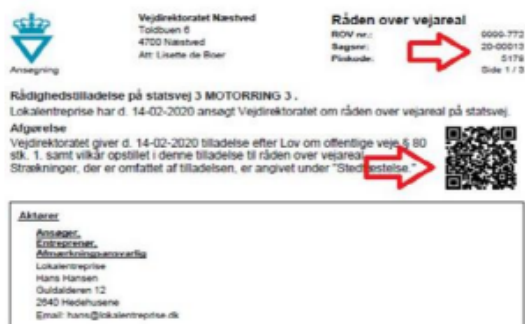 Ansøgning
Vejdirektoratet Næstved
Toldbuen 6
4700 Næstved
Att: Lisette de Boer
Råden over vejareal
ROV nr.: 0000-772
Sagsnr: 20-00013
Pinkode: 5178
Side 1 / 3
Rådighedstilladelse på statsvej 3 MOTORRING 3 .
Lokalentreprise har d. 14-02-2020 ansøgt Vejdirektoratet om råden over vejareal på statsvej.
Afgørelse
Vejdirektoratet giver d. 14-02-2020 tilladelse efter Lov om offentlige veje § 80
stk. 1. samt vilkår opstillet i denne tilladelse til råden over vejareal.
Strækninger, der er omfattet af tilladelsen, er angivet under "Stedfæstelse."
Aktører
Ansøger,
Entreprenør,
Afmærkningsansvarlig
Lokalentreprise
Hans Hansen
Guldalderen 12
2640 Hedehusene
Email: hans@lokalentreprise.dk